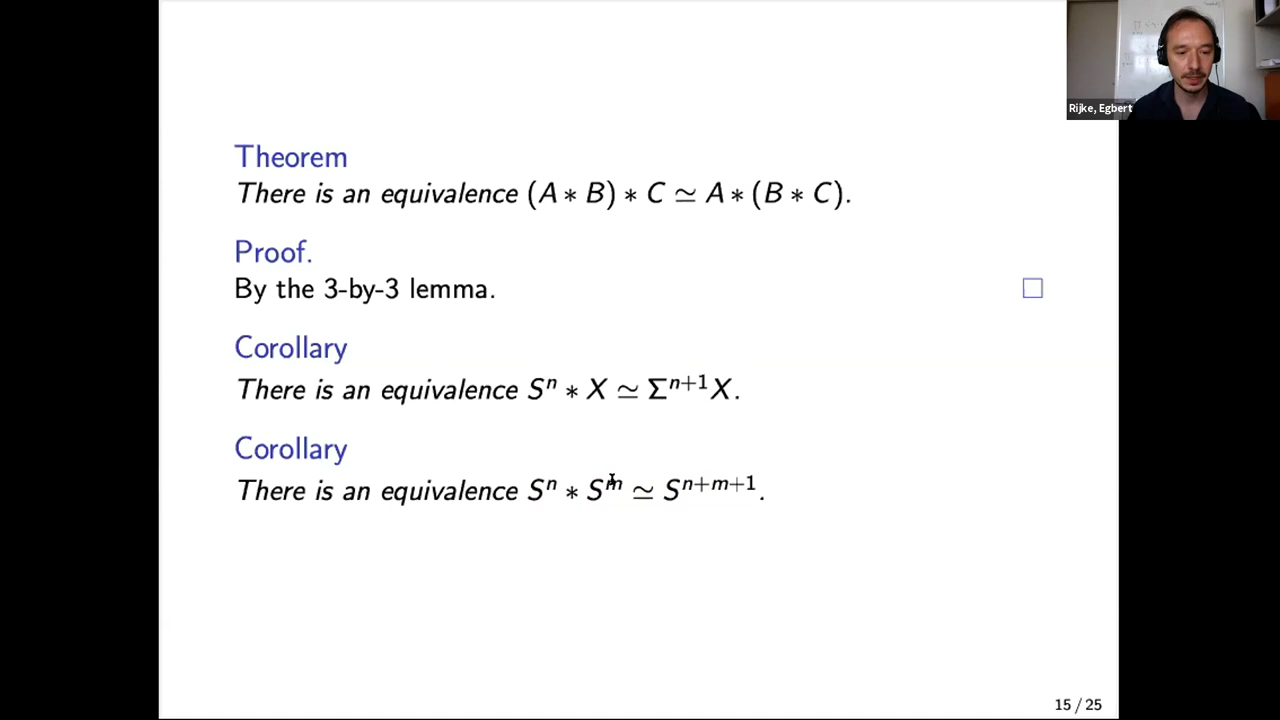 Rijke, Egbert
Theorem
There is an equivalence (A ∗ B) ∗ C ≃ A ∗ (B ∗ C).
Proof.
By the 3-by-3 lemma. □
Corollary
There is an equivalence Sⁿ ∗ X ≃ Σⁿ⁺¹X.
Corollary
There is an equivalence Sⁿ ∗ Sᵐ ≃ Sⁿ⁺ᵐ⁺¹.
15 / 25